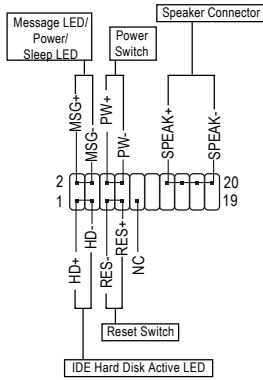 Speaker Connector
Message LED/
Power/
Sleep LED
Power
Switch
MSG+
MSG-
PW+
PW-
SPEAK+
SPEAK-
2
20
1
19
HD+
HD-
RES-
RES+
NC
Reset Switch
IDE Hard Disk Active LED